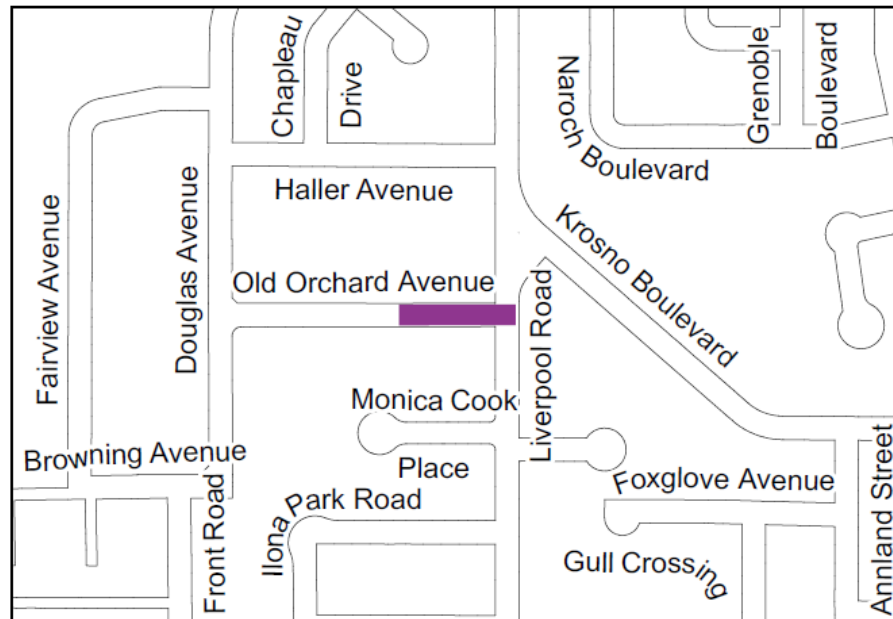 Chapleau
Drive
Naroch Boulevard
Grenoble
Boulevard
Haller Avenue
Fairview Avenue
Douglas Avenue
Krosno Boulevard
Old Orchard Avenue
Liverpool Road
Monica Cook
Place
Browning Avenue
Front Road
Ilona Park Road
Foxglove Avenue
Gull Crossing
Annland Street